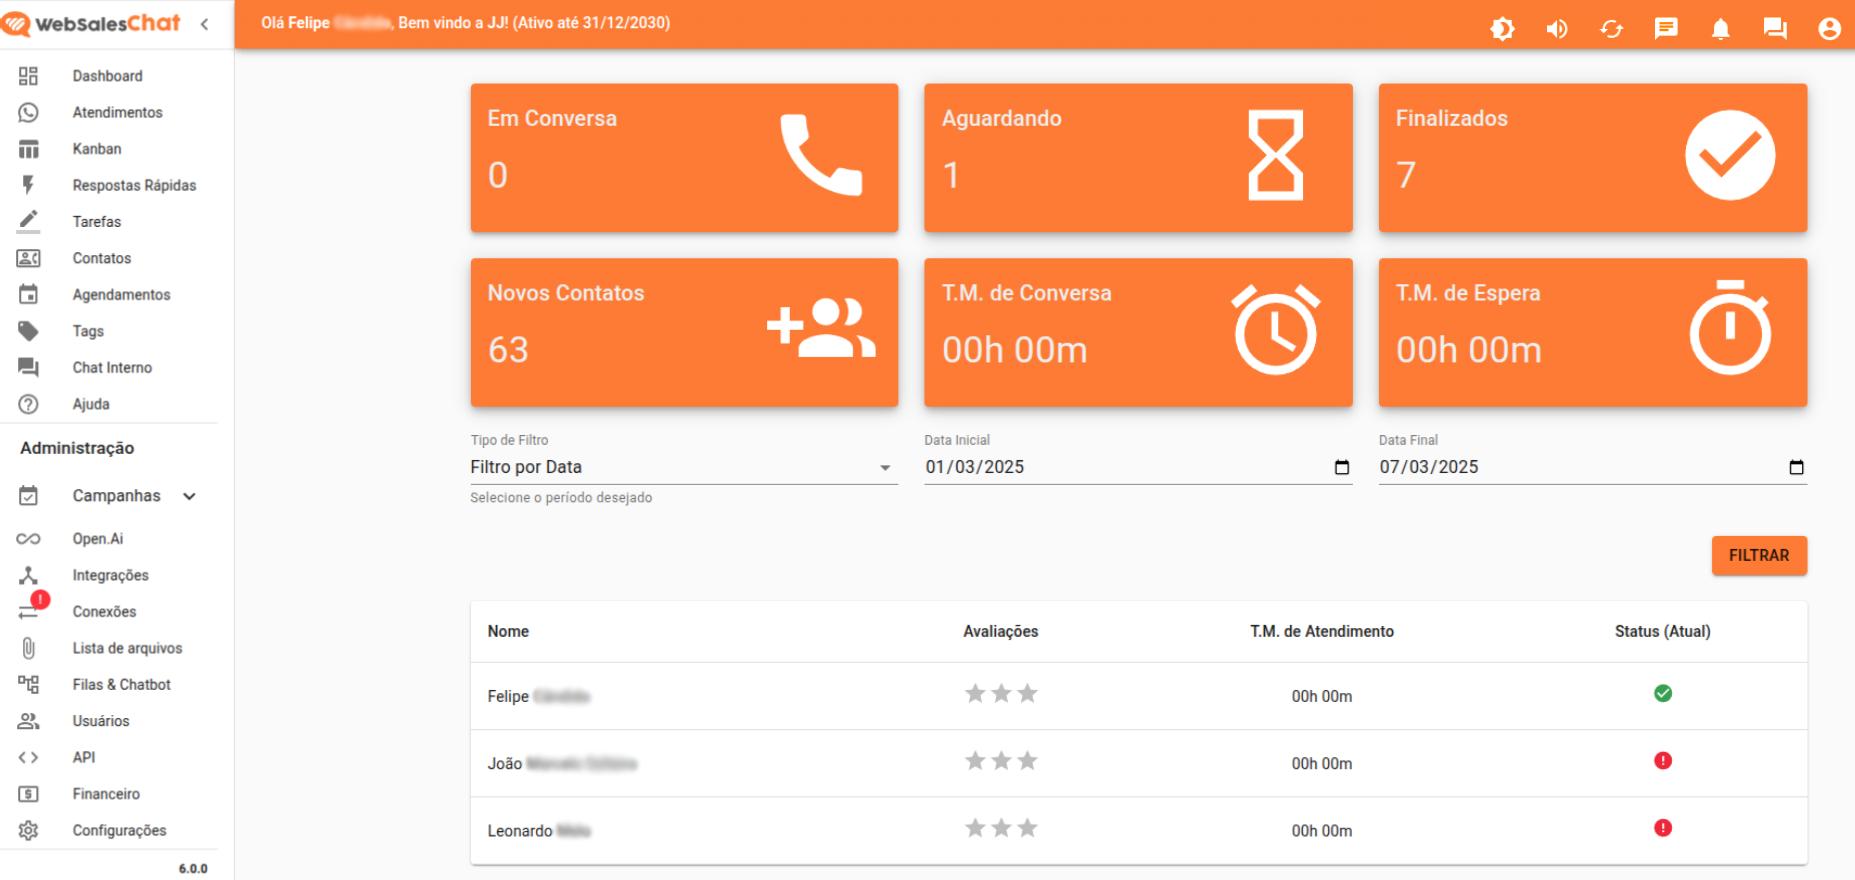 WebSalesChat
Olá Felipe, Bem vindo a JJ! (Ativo até 31/12/2030)
Dashboard
Atendimentos
Kanban
Respostas Rápidas
Tarefas
Contatos
Agendamentos
Tags
Chat Interno
Ajuda
Administração
Campanhas
Open.Ai
Integrações
Conexões
Lista de arquivos
Filas & Chatbot
Usuários
API
Financeiro
Configurações
6.0.0
Em Conversa
0
Aguardando
1
Finalizados
7
Novos Contatos
63
T.M. de Conversa
00h 00m
T.M. de Espera
00h 00m
Tipo de Filtro
Filtro por Data
Selecione o período desejado
Data Inicial
01/03/2025
Data Final
07/03/2025
FILTRAR
Nome Avaliações T.M. de Atendimento Status (Atual)
Felipe 00h 00m
João 00h 00m
Leonardo 00h 00m